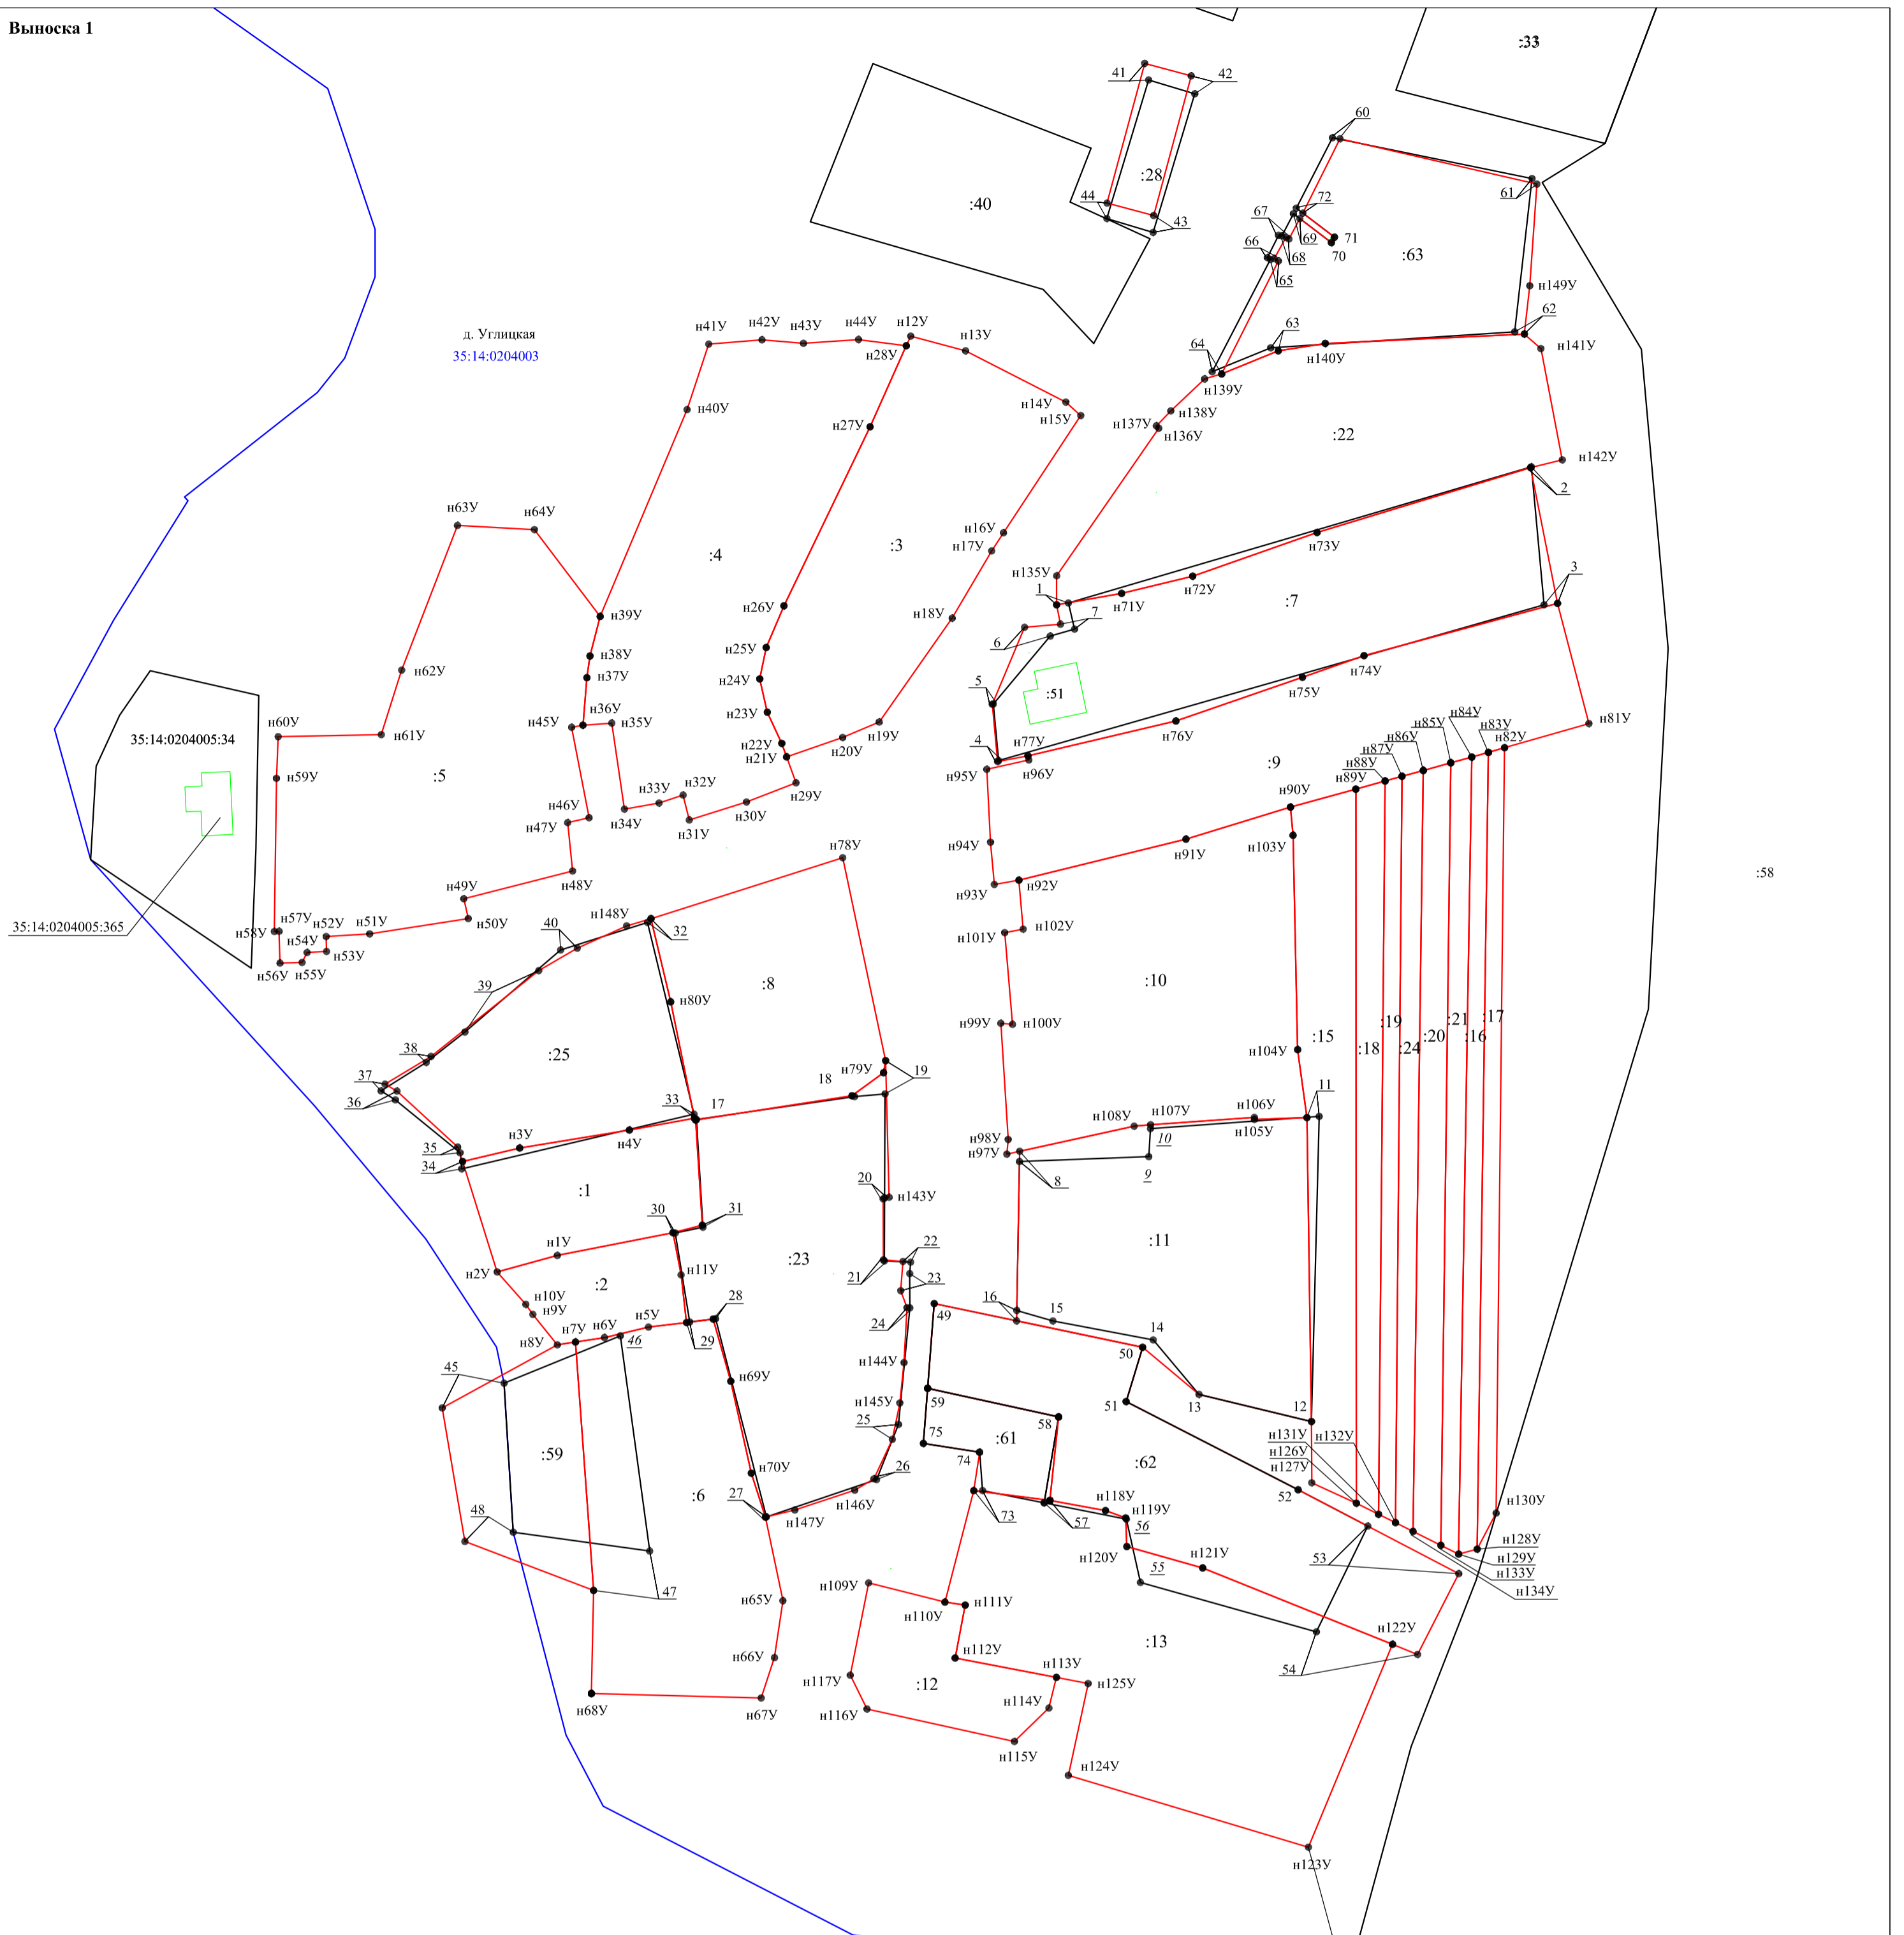 Выноска 1
:33
41
42
60
:28
:40
61
44
43
72
67
71
69
66
68
70
:63
65
н149У
62
63
н12У
н41У
н42У
н43У
н44У
н13У
д. Углицкая
35:14:0204003
н28У
64
н140У
н141У
н139У
н40У
н14У
н15У
н138У
н137У
н136У
н27У
:22
н142У
2
н63У
н64У
н16У
н17У
н73У
:4
:3
н135У
3
н72У
1
н71У
:7
н26У
н39У
н18У
7
6
н25У
н38У
н74У
н62У
н37У
н24У
5
:51
н75У
н36У
н45У
н35У
н23У
н19У
н76У
н81У
н60У
35:14:0204005:34
н61У
н22У
н20У
н84У
н85У
н83У
н82У
н77У
4
н21У
н86У
н87У
:9
н88У
н95У
н96У
н89У
:5
н59У
н32У
н33У
н29У
н90У
н34У
н30У
н46У
н47У
н31У
н103У
н94У
н91У
н78У
:58
н48У
н93У
н92У
н49У
н148У
35:14:0204005:365
н57У
н58У
н52У
н51У
н50У
40
32
н102У
н101У
н54У
н53У
н56У
н55У
39
:8
:10
н80У
:17
:21
:19
н99У
н100У
:15
:20
:16
:18
:24
38
:25
н104У
37
н79У
19
18
36
33
17
11
н3У
н4У
н108У
н107У
н106У
н105У
35
34
н98У
н97У
10
9
8
:1
20
н143У
30
31
22
:11
н1У
:23
21
н2У
н11У
23
:2
н10У
н9У
28
24
49
16
15
14
н5У
н6У
н7У
н8У
46
29
50
45
н144У
н69У
59
13
51
12
н145У
25
75
58
:61
н131У
н132У
н126У
н127У
:59
74
:62
н70У
26
:6
27
н146У
н147У
73
57
н118У
н119У
52
н130У
48
56
н120У
н128У
н129У
н121У
53
н133У
н134У
55
47
н109У
н65У
н110У
н111У
н122У
:13
н66У
н112У
н113У
54
н117У
:12
н125У
н68У
н67У
н116У
н114У
н115У
н124У
н123У